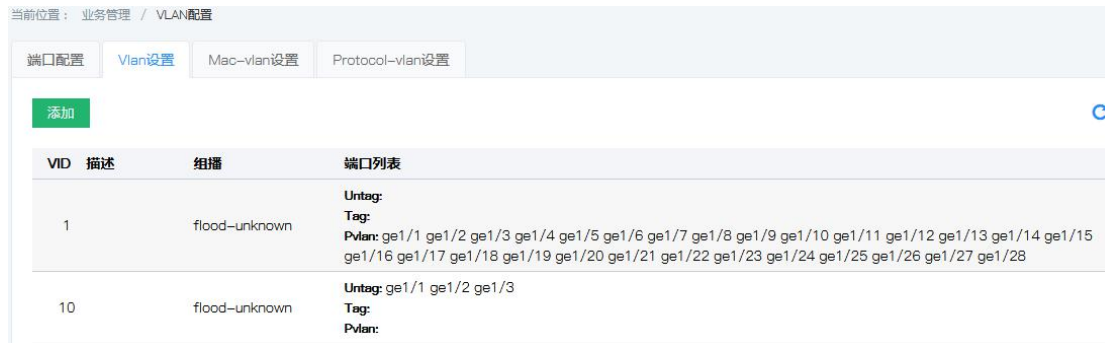 当前位置： 业务管理 / VLAN配置
端口配置 Vlan设置 Mac-vlan设置 Protocol-vlan设置
添加
VID 描述 组播 端口列表
Untag:
Tag:
1 flood-unknown Pvlan: ge1/1 ge1/2 ge1/3 ge1/4 ge1/5 ge1/6 ge1/7 ge1/8 ge1/9 ge1/10 ge1/11 ge1/12 ge1/13 ge1/14 ge1/15
ge1/16 ge1/17 ge1/18 ge1/19 ge1/20 ge1/21 ge1/22 ge1/23 ge1/24 ge1/25 ge1/26 ge1/27 ge1/28
Untag: ge1/1 ge1/2 ge1/3
10 flood-unknown Tag:
Pvlan: